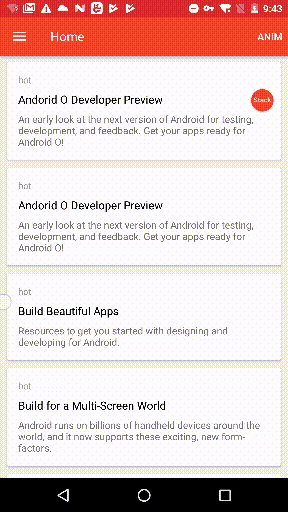 9:43
Home
ANIM
hot
Andorid O Developer Preview
Stack
An early look at the next version of Android for testing,
development, and feedback. Get your apps ready for
Android O!
hot
Andorid O Developer Preview
An early look at the next version of Android for testing,
development, and feedback. Get your apps ready for
Android O!
hot
Build Beautiful Apps
Resources to get you started with designing and
developing for Android.
hot
Build for a Multi-Screen World
Android runs on billions of handheld devices around the
world, and it now supports these exciting, new form-
factors.